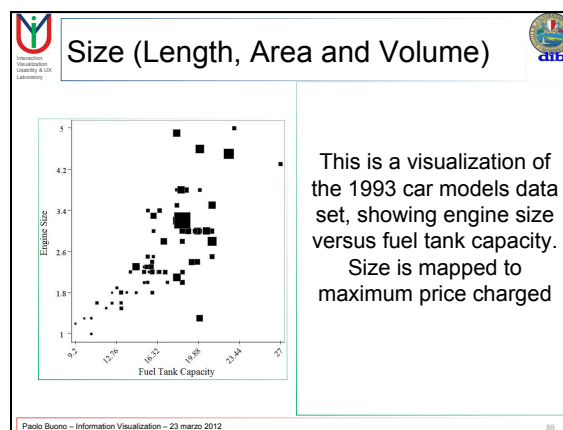 Interaction
Visualization
Usability & UX
Laboratory
Size (Length, Area and Volume)
dib
5
4.2
3.4
2.6
1.8
1
Engine Size
9.2
12.76
16.32
19.88
23.44
27
Fuel Tank Capacity
This is a visualization of
the 1993 car models data
set, showing engine size
versus fuel tank capacity.
Size is mapped to
maximum price charged
Paolo Buono – Information Visualization – 23 marzo 2012